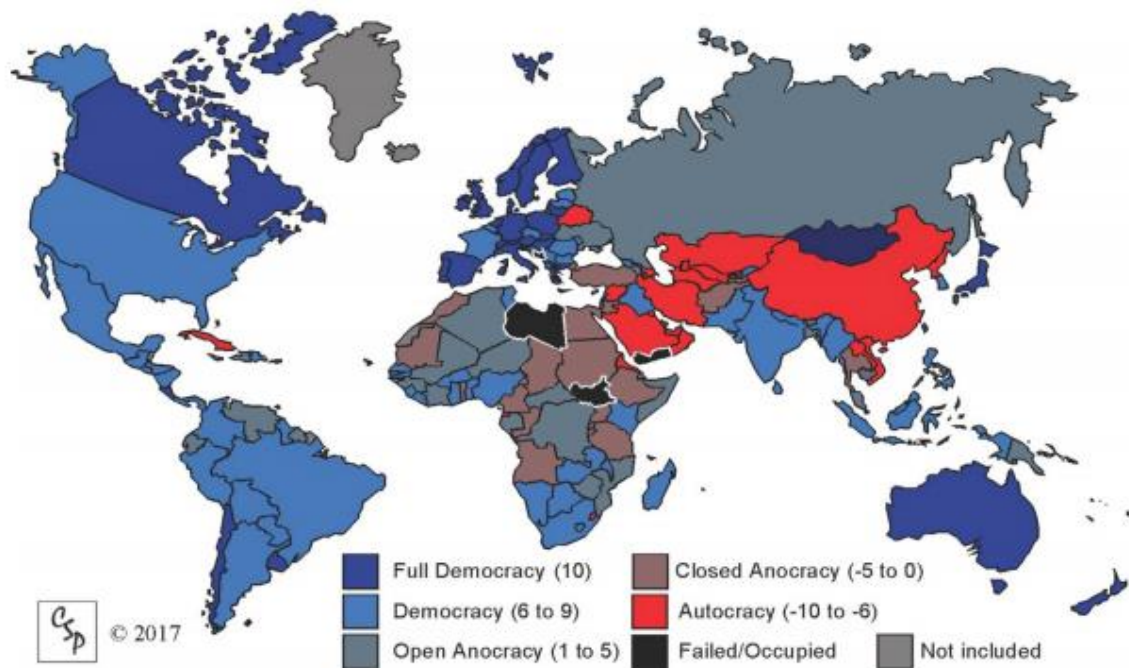 Full Democracy (10)
Closed Anocracy (-5 to 0)
Democracy (6 to 9)
Autocracy (-10 to -6)
CSP © 2017
Open Anocracy (1 to 5)
Failed/Occupied
Not included